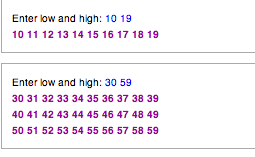 Enter low and high: 10 19
10 11 12 13 14 15 16 17 18 19
Enter low and high: 30 59
30 31 32 33 34 35 36 37 38 39
40 41 42 43 44 45 46 47 48 49
50 51 52 53 54 55 56 57 58 59